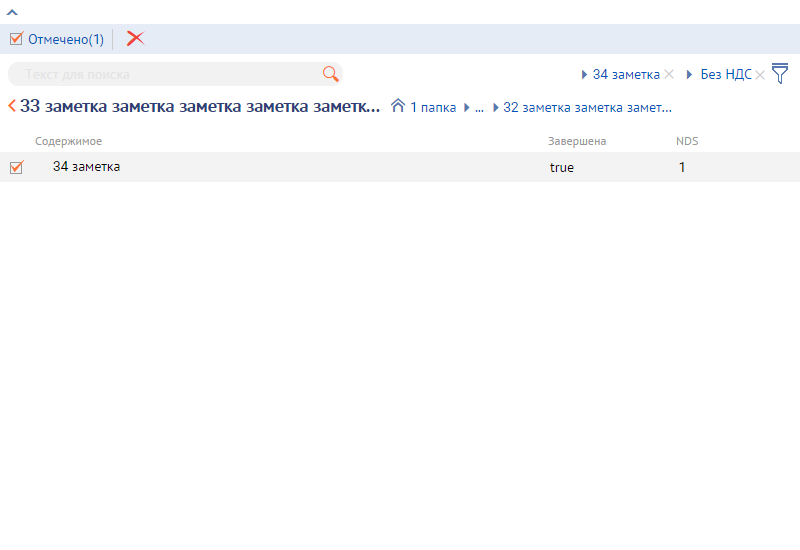 Отмечено(1)
Текст для поиска
34 заметка
Без НДС
33 заметка заметка заметка заметка заметк...
1 папка
...
32 заметка заметка замет...
Содержимое
Завершена
NDS
34 заметка
true
1